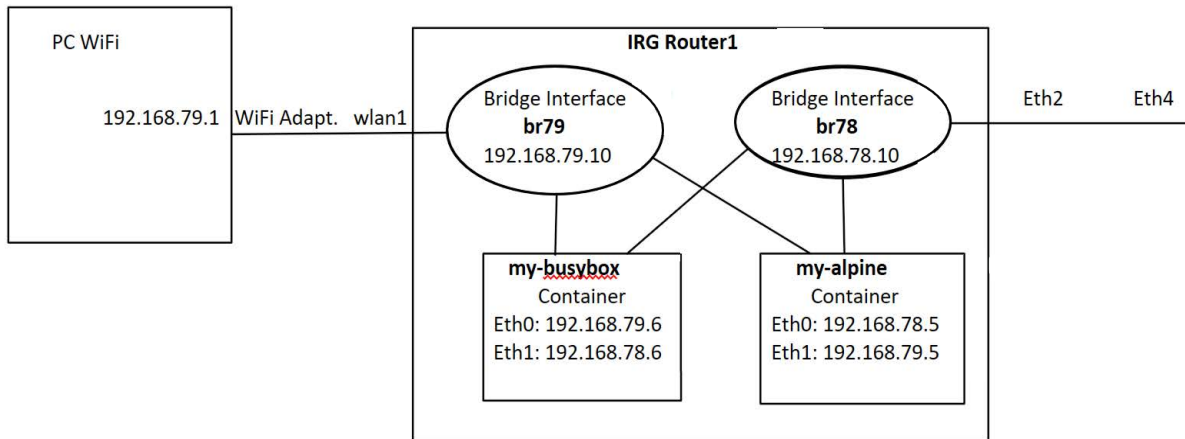 PC WiFi
192.168.79.1
WiFi Adapt. wlan1
IRG Router1
Bridge Interface
br79
192.168.79.10
Bridge Interface
br78
192.168.78.10
Eth2
Eth4
my-busybox
Container
Eth0: 192.168.79.6
Eth1: 192.168.78.6
my-alpine
Container
Eth0: 192.168.78.5
Eth1: 192.168.79.5